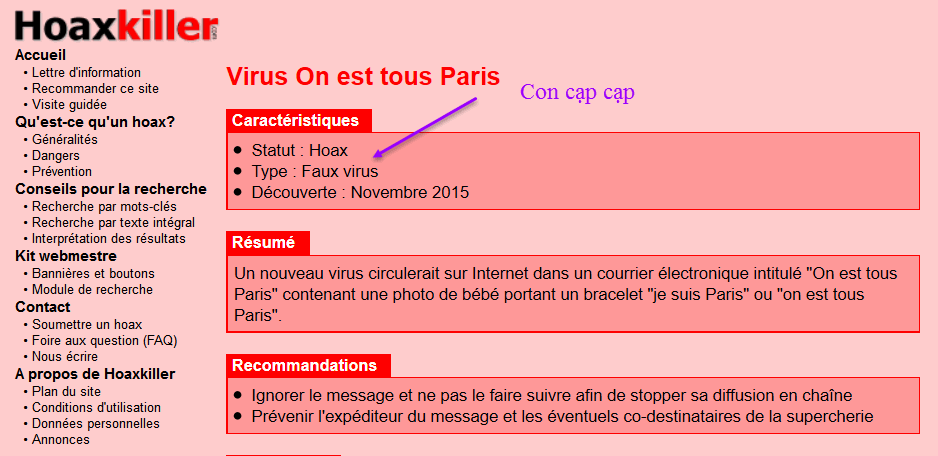 Hoaxkiller.com
Accueil
• Lettre d'information
• Recommander ce site
• Visite guidée
Qu'est-ce qu'un hoax?
• Généralités
• Dangers
• Prévention
Conseils pour la recherche
• Recherche par mots-clés
• Recherche par texte intégral
• Interprétation des résultats
Kit webmestre
• Bannières et boutons
• Module de recherche
Contact
• Soumettre un hoax
• Foire aux question (FAQ)
• Nous écrire
A propos de Hoaxkiller
• Plan du site
• Conditions d'utilisation
• Données personnelles
• Annonces
Virus On est tous Paris
Con cạp cạp
Caractéristiques
• Statut : Hoax
• Type : Faux virus
• Découverte : Novembre 2015
Résumé
Un nouveau virus circulerait sur Internet dans un courrier électronique intitulé "On est tous
Paris" contenant une photo de bébé portant un bracelet "je suis Paris" ou "on est tous
Paris".
Recommandations
• Ignorer le message et ne pas le faire suivre afin de stopper sa diffusion en chaîne
• Prévenir l'expéditeur du message et les éventuels co-destinataires de la supercherie